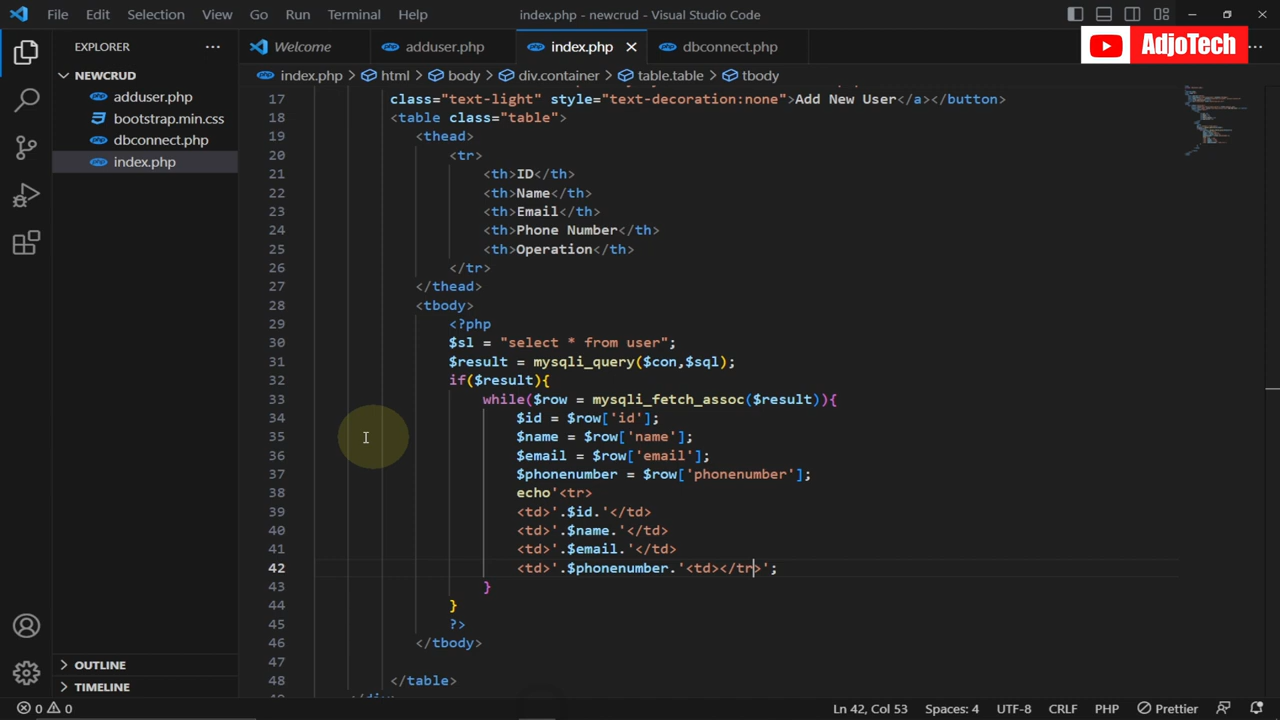 File Edit Selection View Go Run Terminal Help index.php - newcrud - Visual Studio Code
EXPLORER
Welcome adduser.php index.php dbconnect.php
AdjoTech
NEWCRUD
adduser.php
bootstrap.min.css
dbconnect.php
index.php
OUTLINE
TIMELINE
index.php > html > body > div.container > table.table > tbody
17 class="text-light" style="text-decoration:none">Add New User</a></button>
18 <table class="table">
19 <thead>
20 <tr>
21 <th>ID</th>
22 <th>Name</th>
23 <th>Email</th>
24 <th>Phone Number</th>
25 <th>Operation</th>
26 </tr>
27 </thead>
28 <tbody>
29 <?php
30 $sl = "select * from user";
31 $result = mysqli_query($con,$sql);
32 if($result){
33 while($row = mysqli_fetch_assoc($result)){
34 $id = $row['id'];
35 $name = $row['name'];
36 $email = $row['email'];
37 $phonenumber = $row['phonenumber'];
38 echo'<tr>
39 <td>'.$id.'</td>
40 <td>'.$name.'</td>
41 <td>'.$email.'</td>
42 <td>'.$phonenumber.'<td></tr>';
43 }
44 }
45 ?>
46 </tbody>
47
48 </table>
0 0 Ln 42, Col 53 Spaces: 4 UTF-8 CRLF PHP Prettier